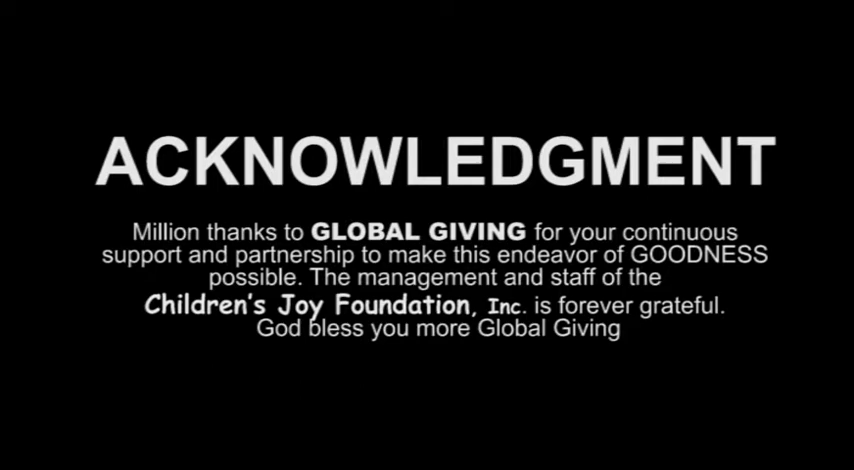 ACKNOWLEDGMENT
Million thanks to GLOBAL GIVING for your continuous
support and partnership to make this endeavor of GOODNESS
possible. The management and staff of the
Children's Joy Foundation, Inc. is forever grateful.
God bless you more Global Giving